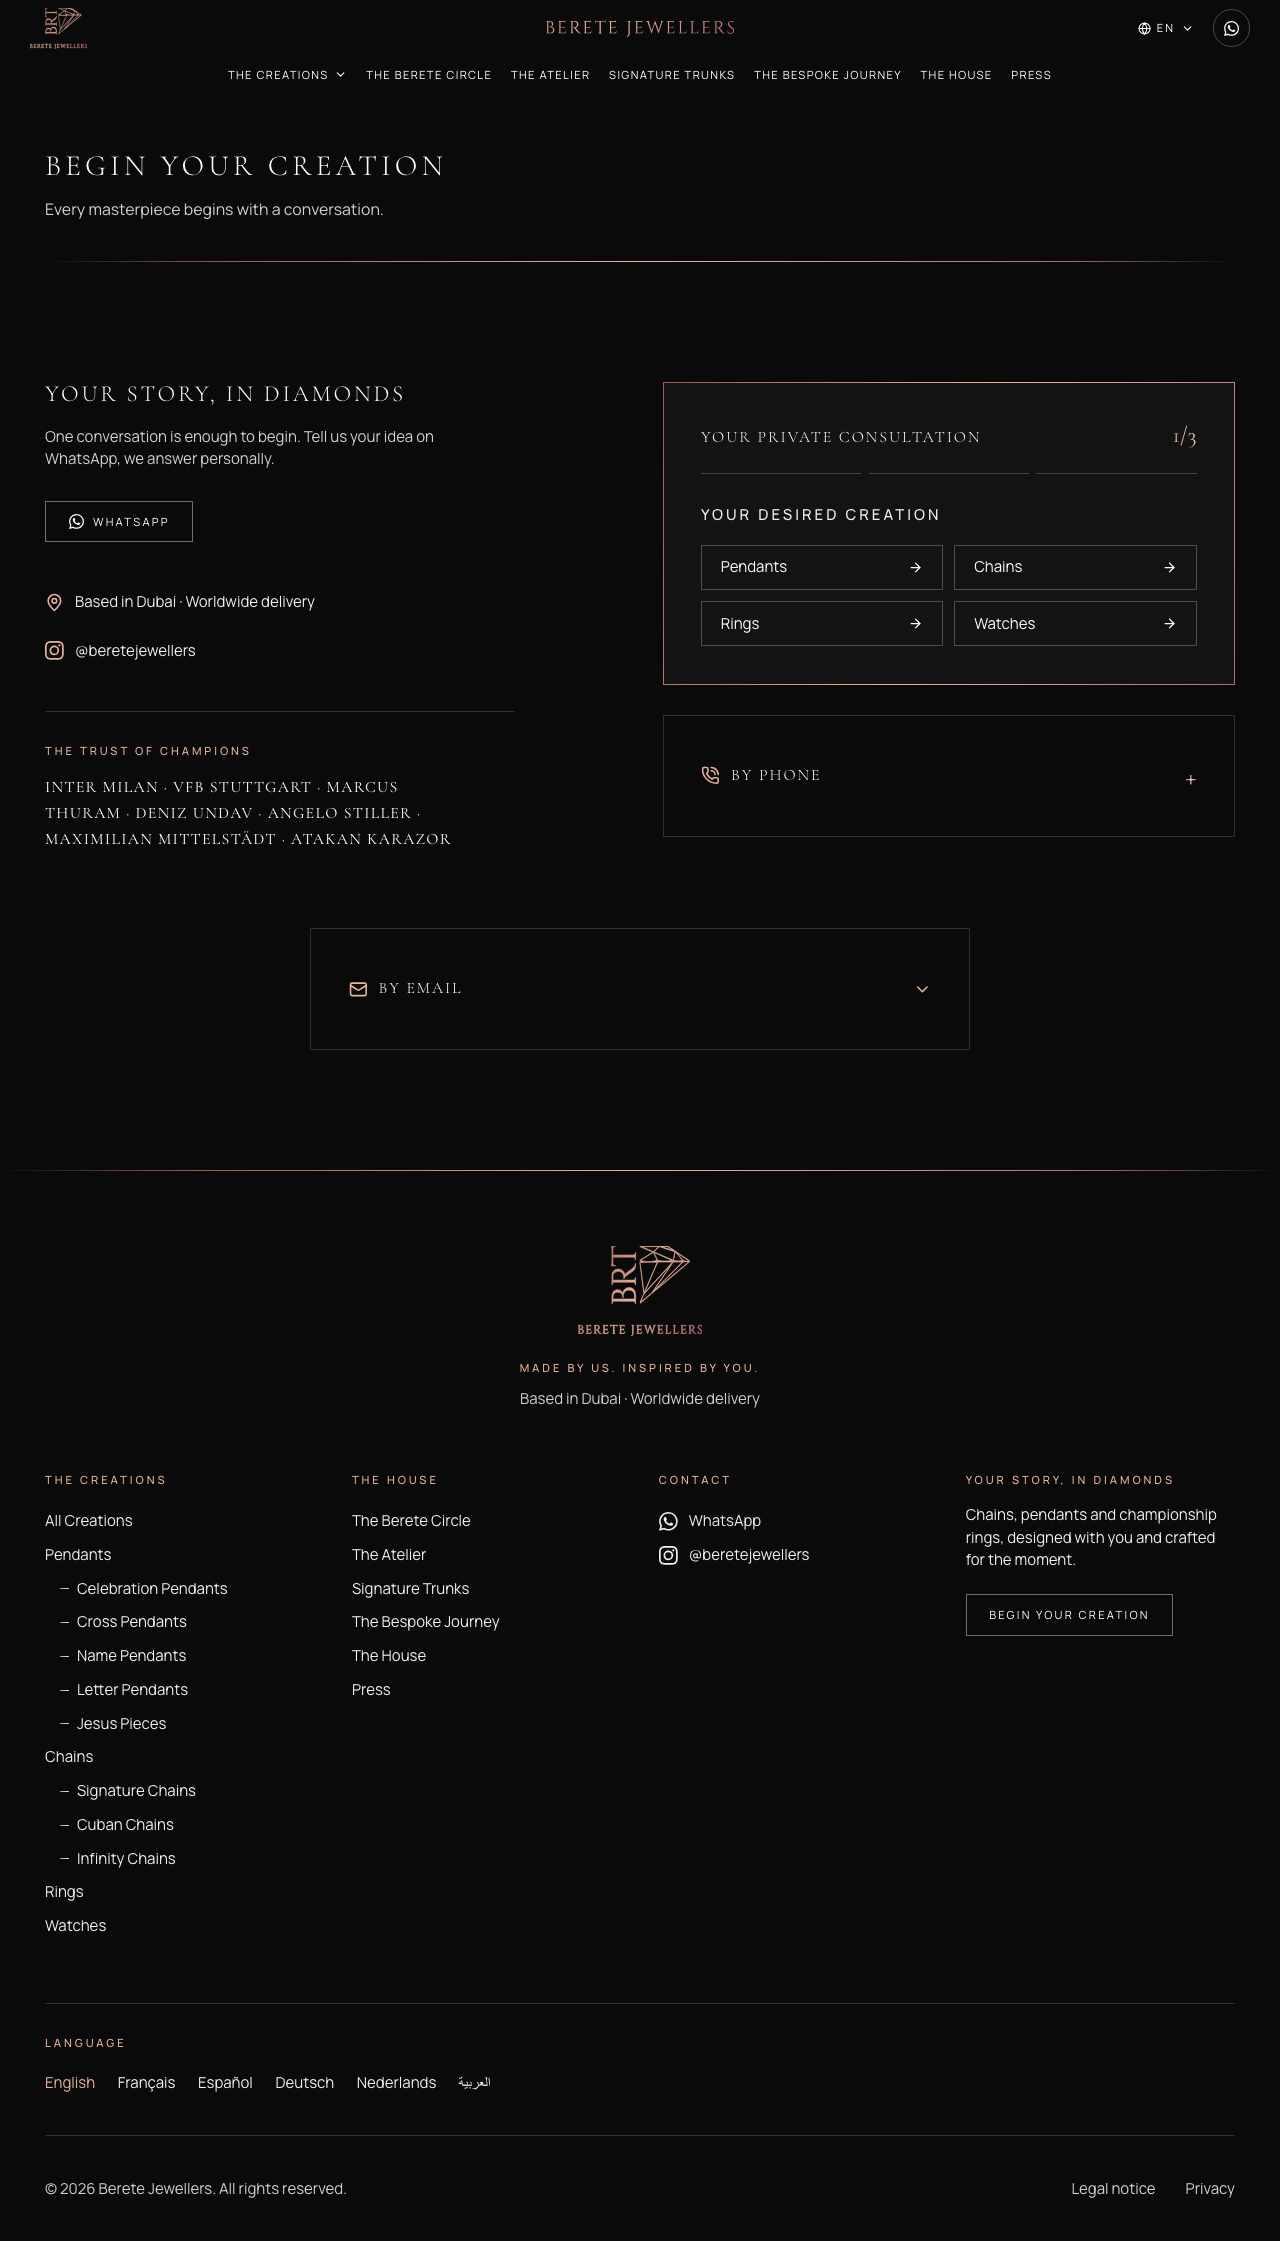 BRT
BERETE JEWELLERS
BERETE JEWELLERS
EN
THE CREATIONS
THE BERETE CIRCLE
THE ATELIER
SIGNATURE TRUNKS
THE BESPOKE JOURNEY
THE HOUSE
PRESS
BEGIN YOUR CREATION
Every masterpiece begins with a conversation.
YOUR STORY, IN DIAMONDS
One conversation is enough to begin. Tell us your idea on
WhatsApp, we answer personally.
WHATSAPP
Based in Dubai · Worldwide delivery
@beretejewellers
THE TRUST OF CHAMPIONS
INTER MILAN · VFB STUTTGART · MARCUS
THURAM · DENIZ UNDAV · ANGELO STILLER ·
MAXIMILIAN MITTELSTÄDT · ATAKAN KARAZOR
YOUR PRIVATE CONSULTATION
1/3
YOUR DESIRED CREATION
Pendants
Chains
Rings
Watches
BY PHONE
+
BY EMAIL
BRT
BERETE JEWELLERS
MADE BY US. INSPIRED BY YOU.
Based in Dubai · Worldwide delivery
THE CREATIONS
All Creations
Pendants
— Celebration Pendants
— Cross Pendants
— Name Pendants
— Letter Pendants
— Jesus Pieces
Chains
— Signature Chains
— Cuban Chains
— Infinity Chains
Rings
Watches
THE HOUSE
The Berete Circle
The Atelier
Signature Trunks
The Bespoke Journey
The House
Press
CONTACT
WhatsApp
@beretejewellers
YOUR STORY, IN DIAMONDS
Chains, pendants and championship
rings, designed with you and crafted
for the moment.
BEGIN YOUR CREATION
LANGUAGE
English
Français
Español
Deutsch
Nederlands
العربية
© 2026 Berete Jewellers. All rights reserved.
Legal notice
Privacy